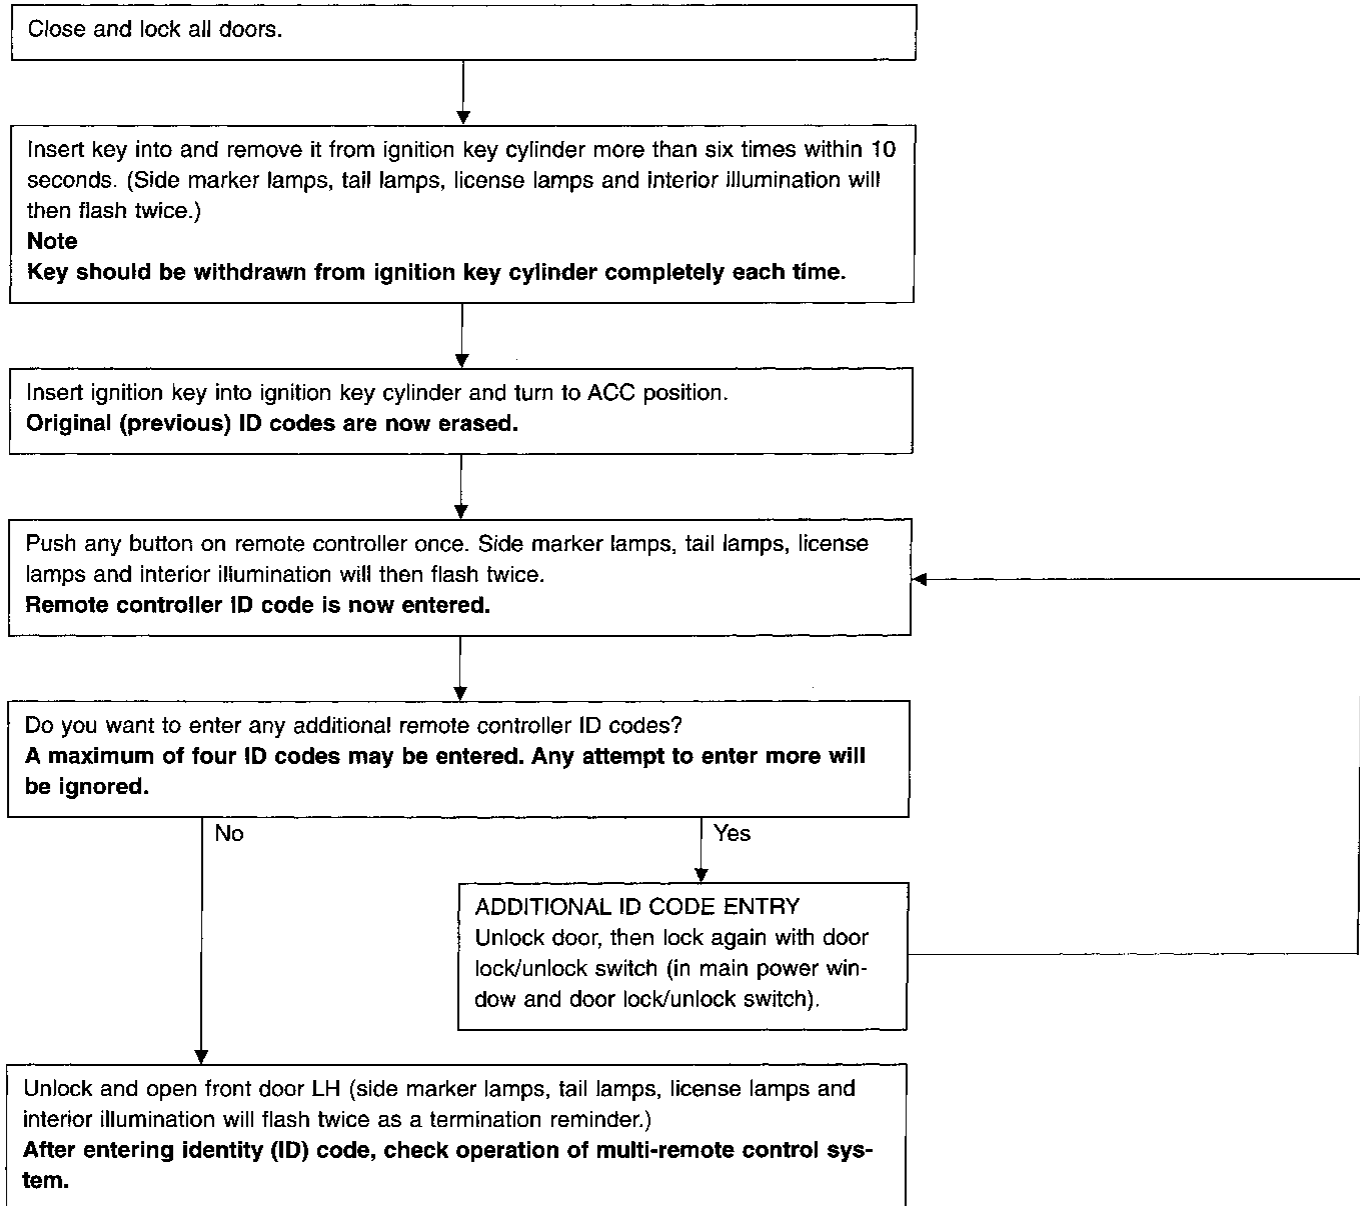 Close and lock all doors.
Insert key into and remove it from ignition key cylinder more than six times within 10
seconds. (Side marker lamps, tail lamps, license lamps and interior illumination will
then flash twice.)
Note
Key should be withdrawn from ignition key cylinder completely each time.
Insert ignition key into ignition key cylinder and turn to ACC position.
Original (previous) ID codes are now erased.
Push any button on remote controller once. Side marker lamps, tail lamps, license
lamps and interior illumination will then flash twice.
Remote controller ID code is now entered.
Do you want to enter any additional remote controller ID codes?
A maximum of four ID codes may be entered. Any attempt to enter more will
be ignored.
No
Yes
ADDITIONAL ID CODE ENTRY
Unlock door, then lock again with door
lock/unlock switch (in main power win-
dow and door lock/unlock switch).
Unlock and open front door LH (side marker lamps, tail lamps, license lamps and
interior illumination will flash twice as a termination reminder.)
After entering identity (ID) code, check operation of multi-remote control sys-
tem.